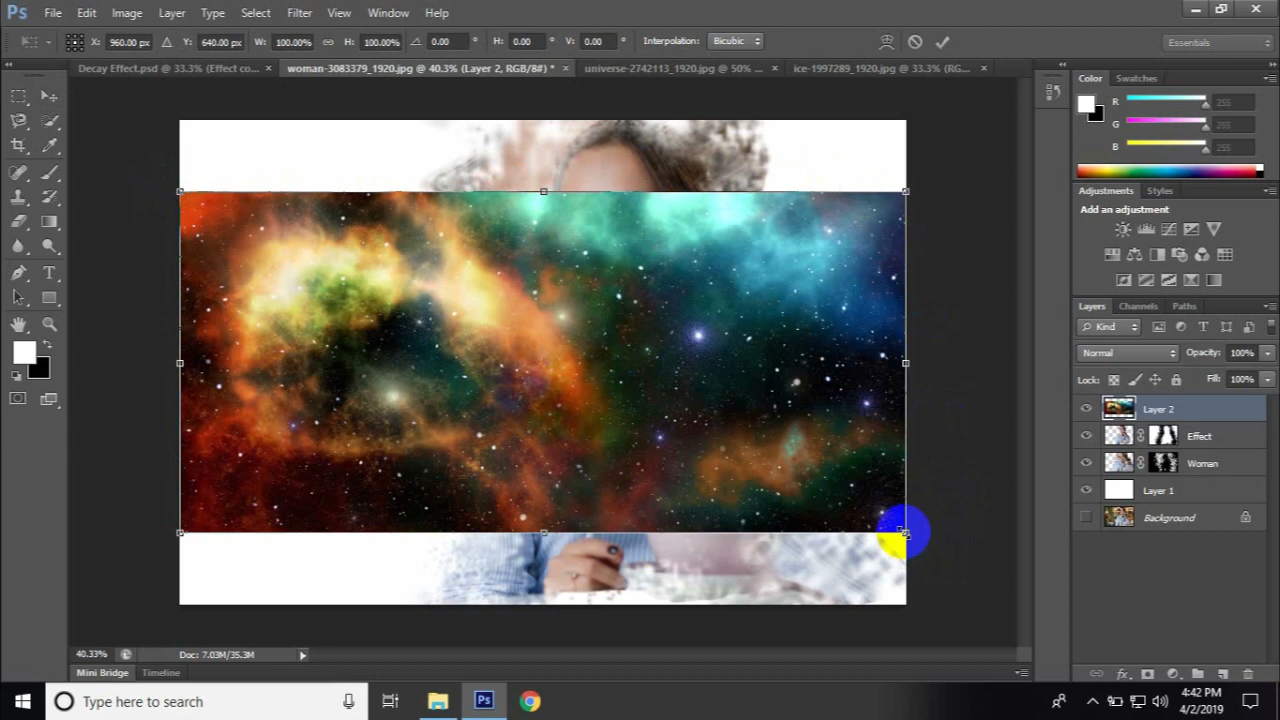 Ps File Edit Image Layer Type Select Filter View Window Help
X: 960.00 px Y: 640.00 px W: 100.00% H: 100.00% 0.00 ° H: 0.00 ° V: 0.00 ° Interpolation: Bicubic Essentials
Decay Effect.psd @ 33.3% (Effect co... × woman-3083379_1920.jpg @ 40.3% (Layer 2, RGB/8#) * × universe-2742113_1920.jpg @ 50% ... × ice-1997289_1920.jpg @ 33.3% (RG... ×
Color Swatches
R 255
G 255
B 255
Adjustments Styles
Add an adjustment
Layers Channels Paths
Kind
Normal Opacity: 100%
Lock: Fill: 100%
Layer 2
Effect
Woman
Layer 1
Background
40.33% Doc: 7.03M/35.3M
Mini Bridge Timeline
Type here to search Ps 4:42 PM
4/2/2019